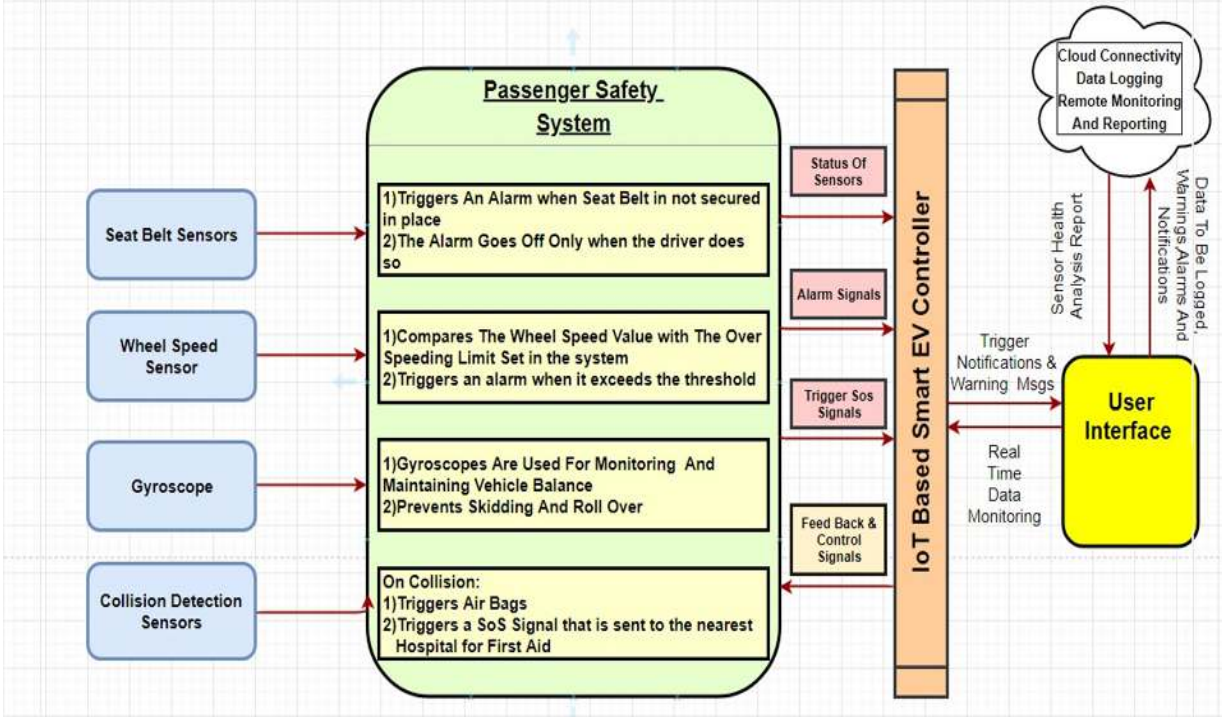 Passenger Safety
System
Seat Belt Sensors
1)Triggers An Alarm when Seat Belt in not secured
in place
2)The Alarm Goes Off Only when the driver does
so
Wheel Speed
Sensor
1)Compares The Wheel Speed Value with The Over
Speeding Limit Set in the system
2)Triggers an alarm when it exceeds the threshold
Gyroscope
1)Gyroscopes Are Used For Monitoring And
Maintaining Vehicle Balance
2)Prevents Skidding And Roll Over
Collision Detection
Sensors
On Collision:
1)Triggers Air Bags
2)Triggers a SoS Signal that is sent to the nearest
Hospital for First Aid
Status Of
Sensors
Alarm Signals
Trigger Sos
Signals
Feed Back &
Control
Signals
IoT Based Smart EV Controller
Trigger
Notifications &
Warning Msgs
Real
Time
Data
Monitoring
User
Interface
Sensor Health
Analysis Report
Data To Be Logged,
Warnings Alarms And
Notifications
Cloud Connectivity
Data Logging
Remote Monitoring
And Reporting